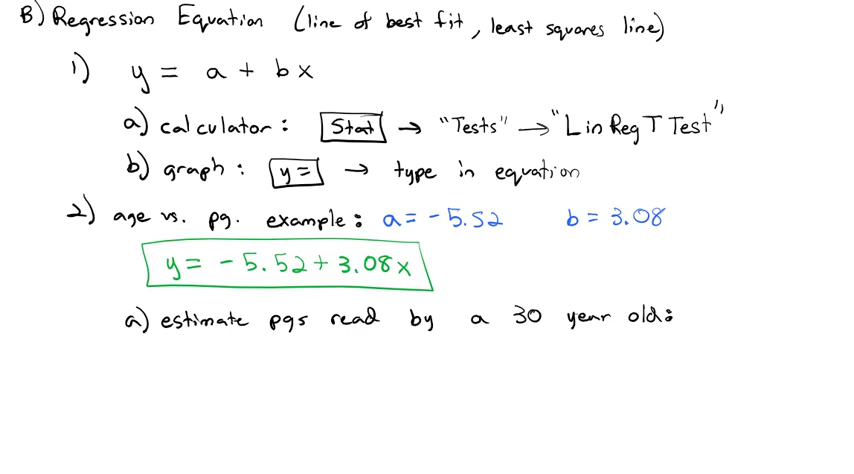 B) Regression Equation (line of best fit, least squares line)
1) y = a + bx
a) calculator: Stat → "Tests" → "LinRegTTest"
b) graph: y= → type in equation
2) age vs. pg. example: a = -5.52 b = 3.08
y = -5.52 + 3.08x
a) estimate pgs read by a 30 year old: